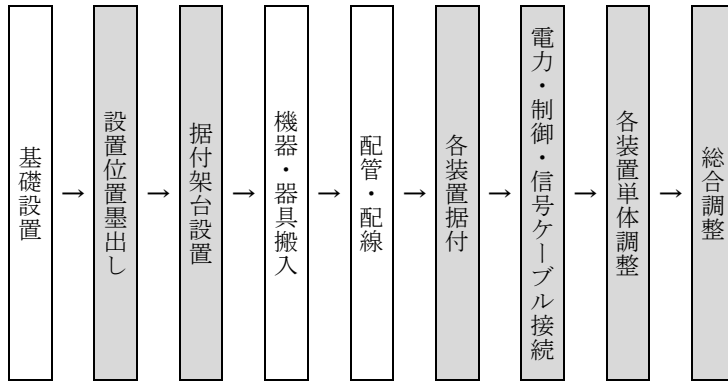 基礎設置
→
設置位置墨出し
→
据付架台設置
→
機器・器具搬入
→
配管・配線
→
各装置据付
→
電力・制御・信号ケーブル接続
→
各装置単体調整
→
総合調整